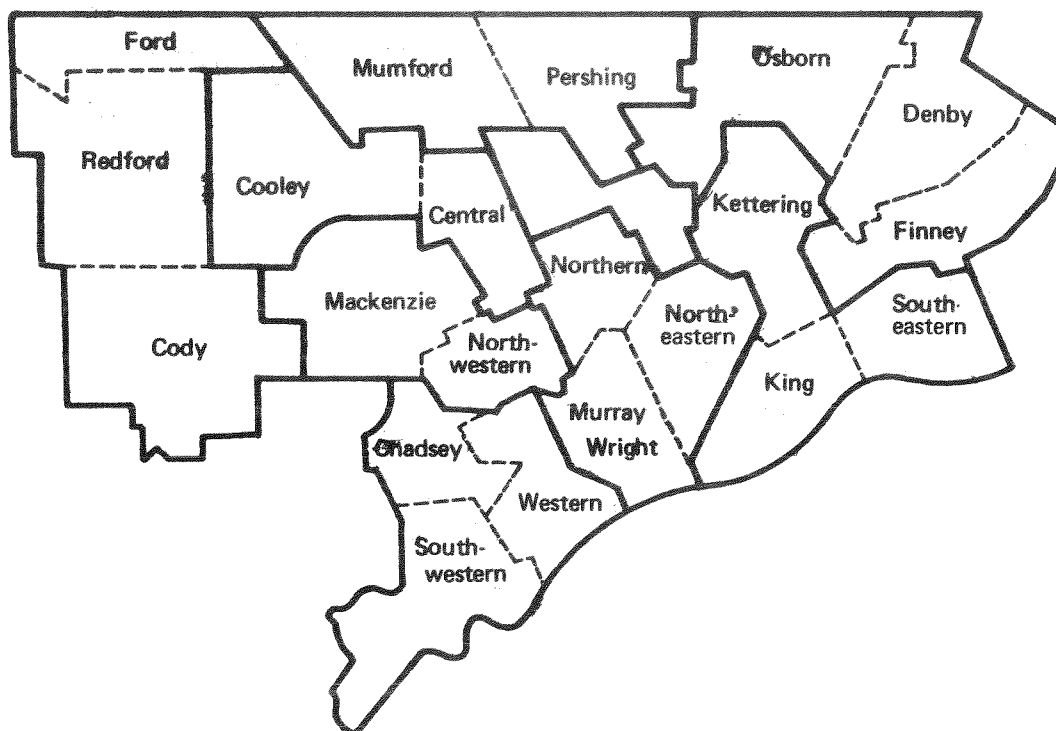 Ford
Mumford
Pershing
Osborn
Denby
Redford
Cooley
Central
Kettering
Finney
Northern
Mackenzie
North-
eastern
South-
eastern
Cody
North-
western
King
Murray
Wright
Chadsey
Western
South-
western